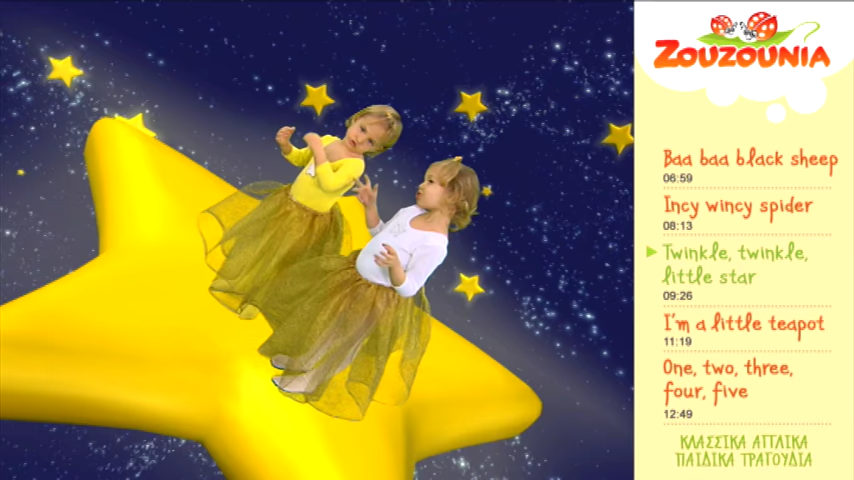 ZOUZOUNIA
Baa baa black sheep
06:59
Incy wincy spider
08:13
Twinkle, twinkle,
little star
09:26
I'm a little teapot
11:19
One, two, three,
four, five
12:49
ΚΛΑΣΣΙΚΑ ΑΓΓΛΙΚΑ
ΠΑΙΔΙΚΑ ΤΡΑΓΟΥΔΙΑ